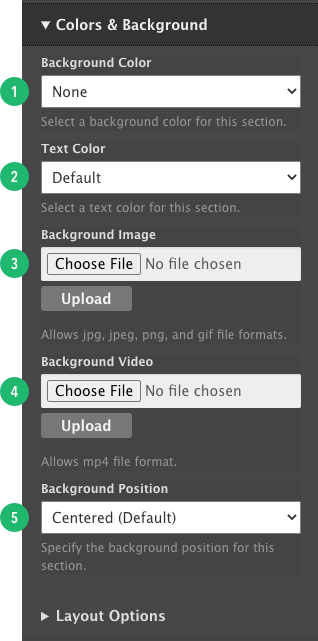 ▼ Colors & Background
Background Color
1 None
Select a background color for this section.
Text Color
2 Default
Select a text color for this section.
Background Image
3 Choose File No file chosen
Upload
Allows jpg, jpeg, png, and gif file formats.
Background Video
4 Choose File No file chosen
Upload
Allows mp4 file format.
Background Position
5 Centered (Default)
Specify the background position for this
section.
▶ Layout Options